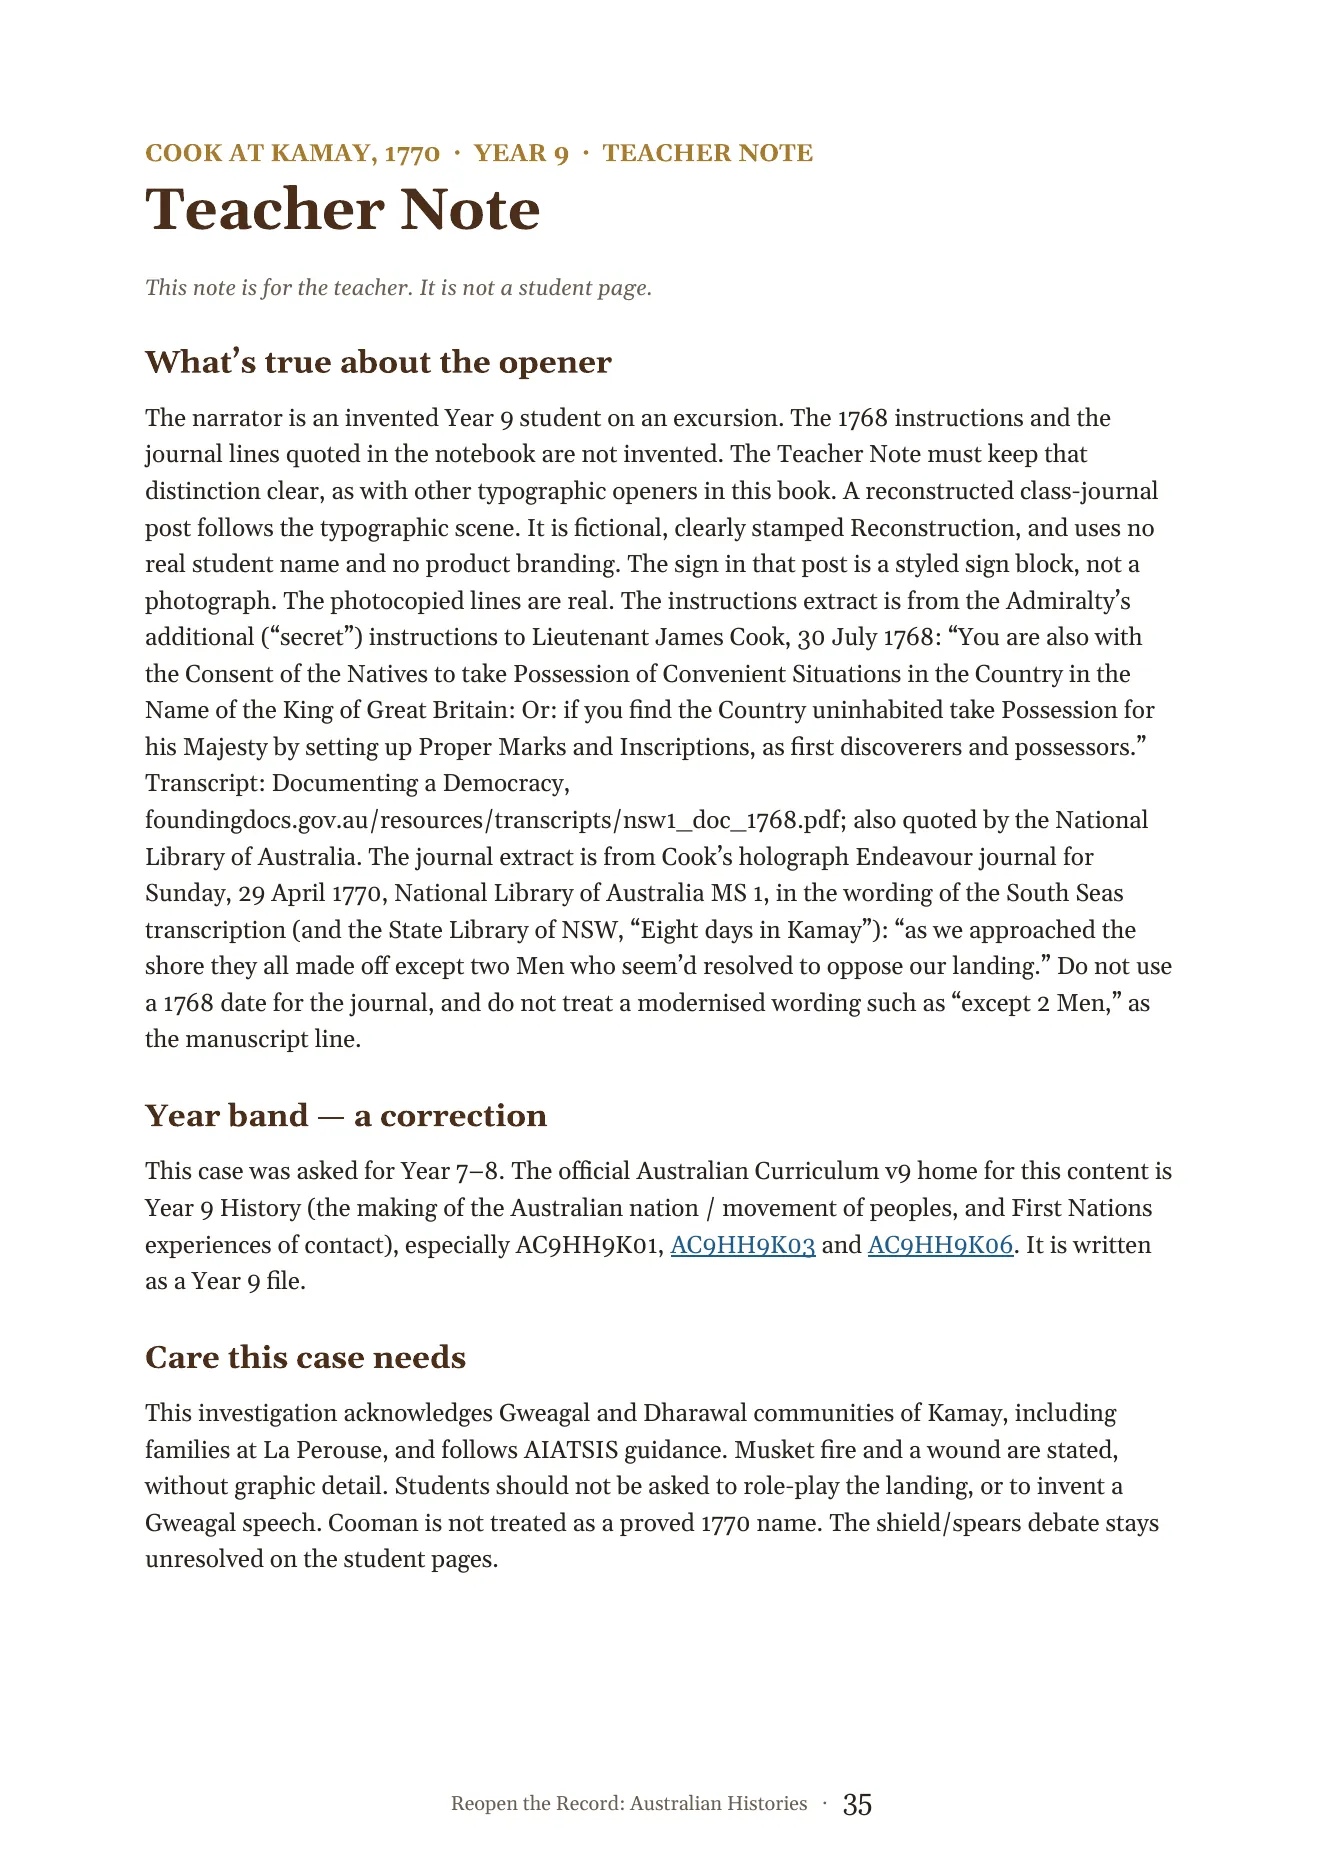 COOK AT KAMAY, 1770 · YEAR 9 · TEACHER NOTE
Teacher Note
This note is for the teacher. It is not a student page.
What’s true about the opener
The narrator is an invented Year 9 student on an excursion. The 1768 instructions and the
journal lines quoted in the notebook are not invented. The Teacher Note must keep that
distinction clear, as with other typographic openers in this book. A reconstructed class-journal
post follows the typographic scene. It is fictional, clearly stamped Reconstruction, and uses no
real student name and no product branding. The sign in that post is a styled sign block, not a
photograph. The photocopied lines are real. The instructions extract is from the Admiralty’s
additional (“secret”) instructions to Lieutenant James Cook, 30 July 1768: “You are also with
the Consent of the Natives to take Possession of Convenient Situations in the Country in the
Name of the King of Great Britain: Or: if you find the Country uninhabited take Possession for
his Majesty by setting up Proper Marks and Inscriptions, as first discoverers and possessors.”
Transcript: Documenting a Democracy,
foundingdocs.gov.au/resources/transcripts/nsw1_doc_1768.pdf; also quoted by the National
Library of Australia. The journal extract is from Cook’s holograph Endeavour journal for
Sunday, 29 April 1770, National Library of Australia MS 1, in the wording of the South Seas
transcription (and the State Library of NSW, “Eight days in Kamay”): “as we approached the
shore they all made off except two Men who seem’d resolved to oppose our landing.” Do not use
a 1768 date for the journal, and do not treat a modernised wording such as “except 2 Men,” as
the manuscript line.
Year band — a correction
This case was asked for Year 7–8. The official Australian Curriculum v9 home for this content is
Year 9 History (the making of the Australian nation / movement of peoples, and First Nations
experiences of contact), especially AC9HH9K01, AC9HH9K03 and AC9HH9K06. It is written
as a Year 9 file.
Care this case needs
This investigation acknowledges Gweagal and Dharawal communities of Kamay, including
families at La Perouse, and follows AIATSIS guidance. Musket fire and a wound are stated,
without graphic detail. Students should not be asked to role-play the landing, or to invent a
Gweagal speech. Cooman is not treated as a proved 1770 name. The shield/spears debate stays
unresolved on the student pages.
Reopen the Record: Australian Histories · 35